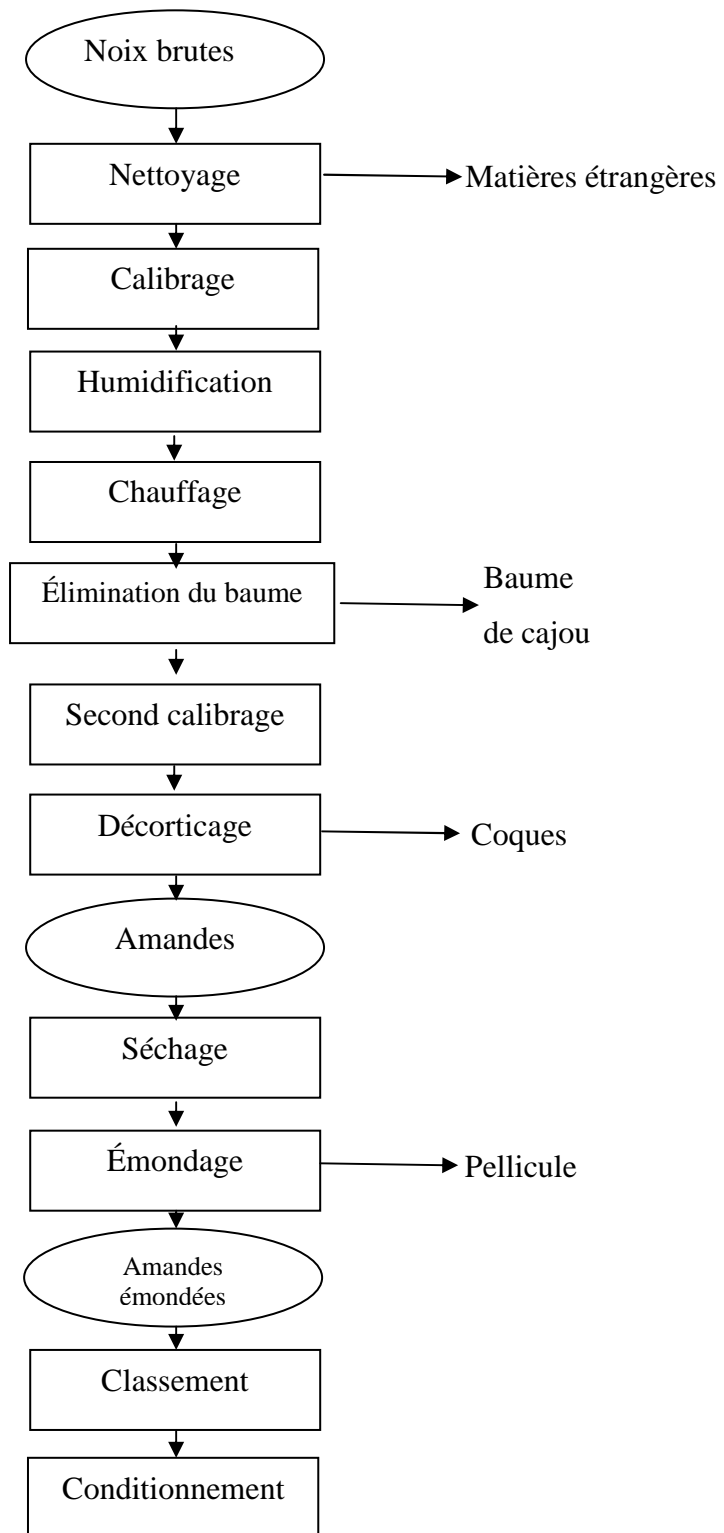 Noix brutes
Nettoyage
Matières étrangères
Calibrage
Humidification
Chauffage
Élimination du baume
Baume
de cajou
Second calibrage
Décorticage
Coques
Amandes
Séchage
Émondage
Pellicule
Amandes
émondées
Classement
Conditionnement